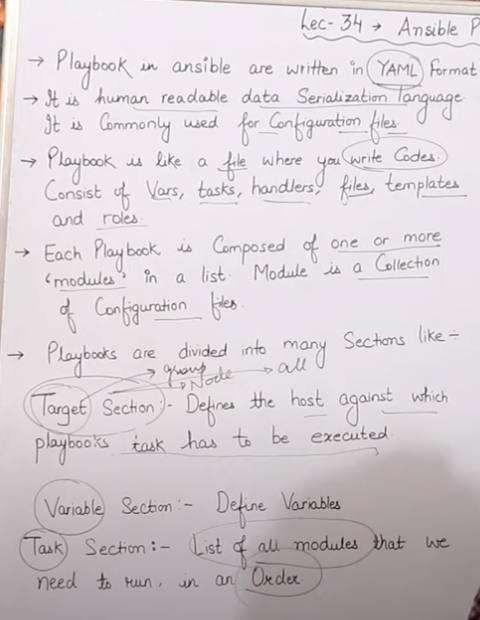 Lec-34 → Ansible P
→ Playbook in ansible are written in YAML Format
→ It is human readable data Serialization language
It is Commonly used for Configuration files.
→ Playbook is like a file where you write Codes.
Consist of Vars, tasks, handlers, files, templates
and roles.
→ Each Playbook is Composed of one or more
'modules' in a list. Module is a Collection
of Configuration files.
→ Playbooks are divided into many Sections like:-
→ group → Node → all
Target Section:- Defines the host against which
playbooks task has to be executed.
Variable Section:- Define Variables
Task Section:- List of all modules that we
need to run, in an Order